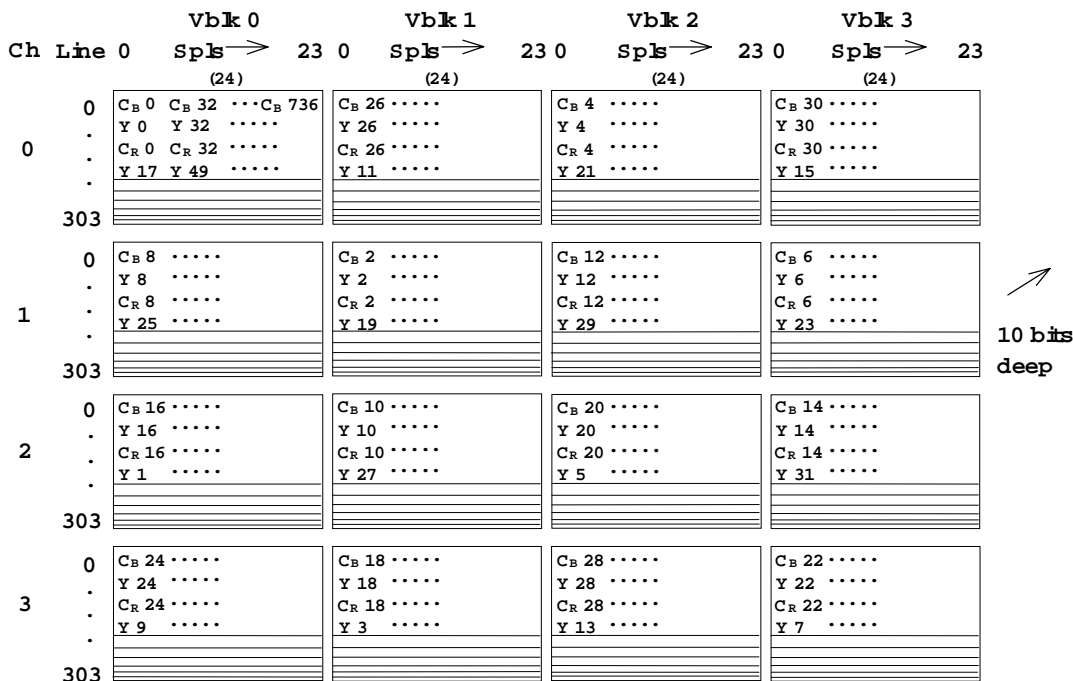 Vblk 0 Vblk 1 Vblk 2 Vblk 3
Ch Line 0 Spls 23 0 Spls 23 0 Spls 23 0 Spls 23
(24) (24) (24) (24)
0 CB 0 CB 32 ···CB 736 CB 26 ····· CB 4 ····· CB 30 ·····
. Y 0 Y 32 ····· Y 26 ····· Y 4 ····· Y 30 ·····
0 . CR 0 CR 32 ····· CR 26 ····· CR 4 ····· CR 30 ·····
. Y 17 Y 49 ····· Y 11 ····· Y 21 ····· Y 15 ·····
303
0 CB 8 ····· CB 2 ····· CB 12 ····· CB 6 ·····
. Y 8 ····· Y 2 ····· Y 12 ····· Y 6 ·····
1 . CR 8 ····· CR 2 ····· CR 12 ····· CR 6 ·····
. Y 25 ····· Y 19 ····· Y 29 ····· Y 23 ·····
10 bits
303 deep
0 CB 16 ····· CB 10 ····· CB 20 ····· CB 14 ·····
. Y 16 ····· Y 10 ····· Y 20 ····· Y 14 ·····
2 . CR 16 ····· CR 10 ····· CR 20 ····· CR 14 ·····
. Y 1 ····· Y 27 ····· Y 5 ····· Y 31 ·····
303
0 CB 24 ····· CB 18 ····· CB 28 ····· CB 22 ·····
. Y 24 ····· Y 18 ····· Y 28 ····· Y 22 ·····
3 . CR 24 ····· CR 18 ····· CR 28 ····· CR 22 ·····
. Y 9 ····· Y 3 ····· Y 13 ····· Y 7 ·····
303